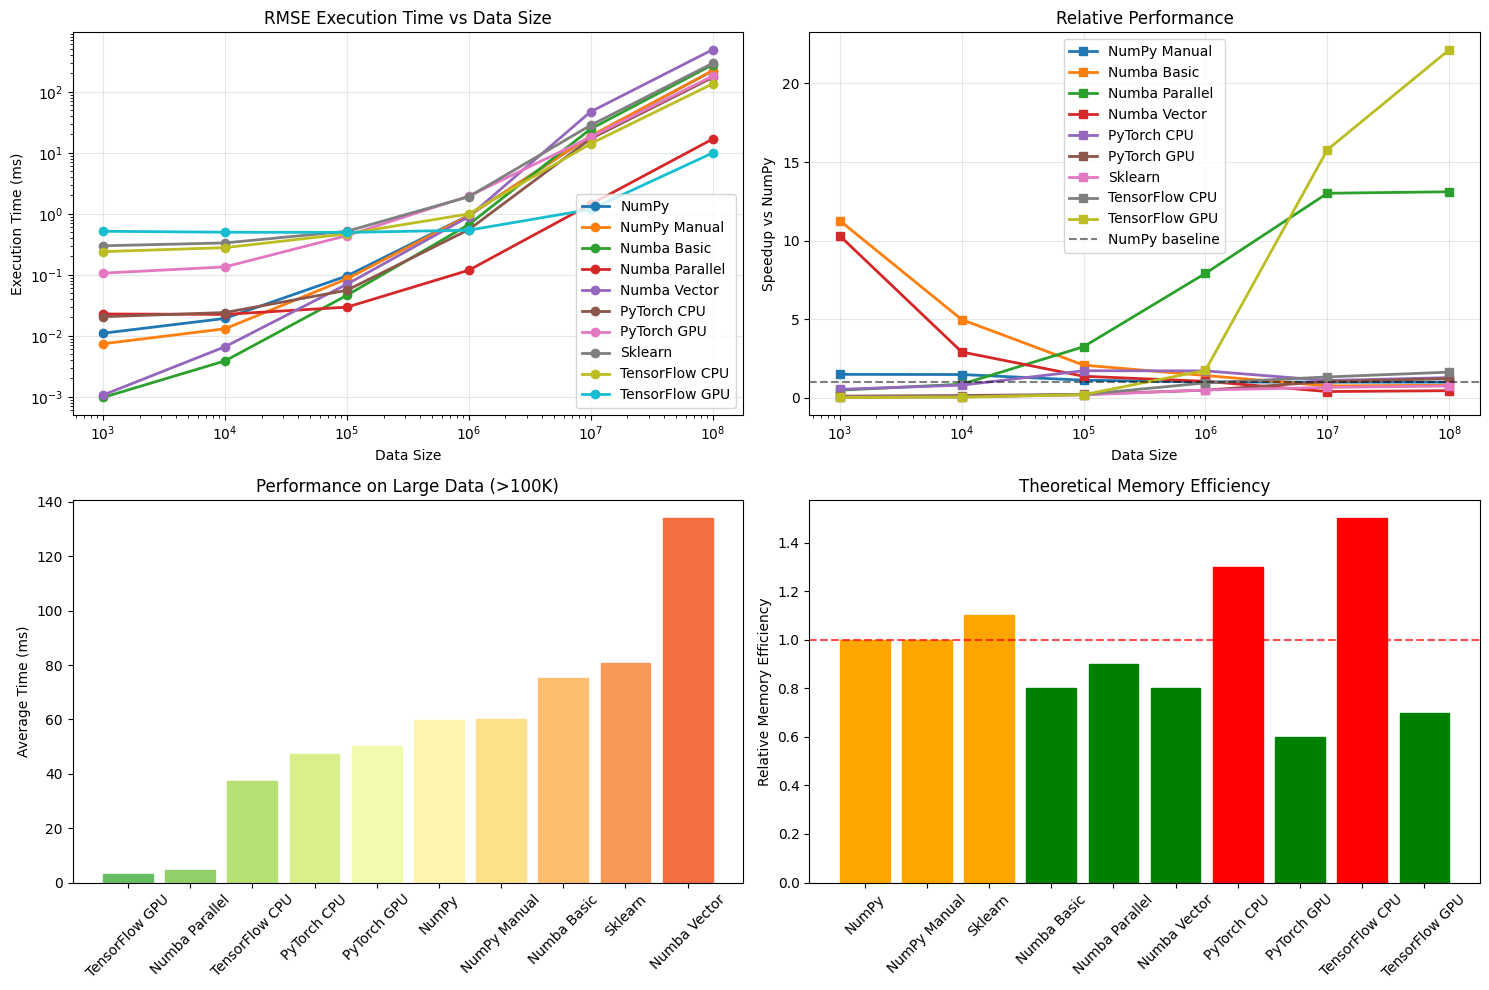 RMSE Execution Time vs Data Size
Execution Time (ms)
10²
10¹
10⁰
10⁻¹
10⁻²
10⁻³
10³ 10⁴ 10⁵ 10⁶ 10⁷ 10⁸
Data Size
NumPy
NumPy Manual
Numba Basic
Numba Parallel
Numba Vector
PyTorch CPU
PyTorch GPU
Sklearn
TensorFlow CPU
TensorFlow GPU
Relative Performance
Speedup vs NumPy
20
15
10
5
0
10³ 10⁴ 10⁵ 10⁶ 10⁷ 10⁸
Data Size
NumPy Manual
Numba Basic
Numba Parallel
Numba Vector
PyTorch CPU
PyTorch GPU
Sklearn
TensorFlow CPU
TensorFlow GPU
NumPy baseline
Performance on Large Data (>100K)
Average Time (ms)
140
120
100
80
60
40
20
0
TensorFlow GPU
Numba Parallel
TensorFlow CPU
PyTorch CPU
PyTorch GPU
NumPy
NumPy Manual
Numba Basic
Sklearn
Numba Vector
Theoretical Memory Efficiency
Relative Memory Efficiency
1.4
1.2
1.0
0.8
0.6
0.4
0.2
0.0
NumPy
NumPy Manual
Sklearn
Numba Basic
Numba Parallel
Numba Vector
PyTorch CPU
PyTorch GPU
TensorFlow CPU
TensorFlow GPU